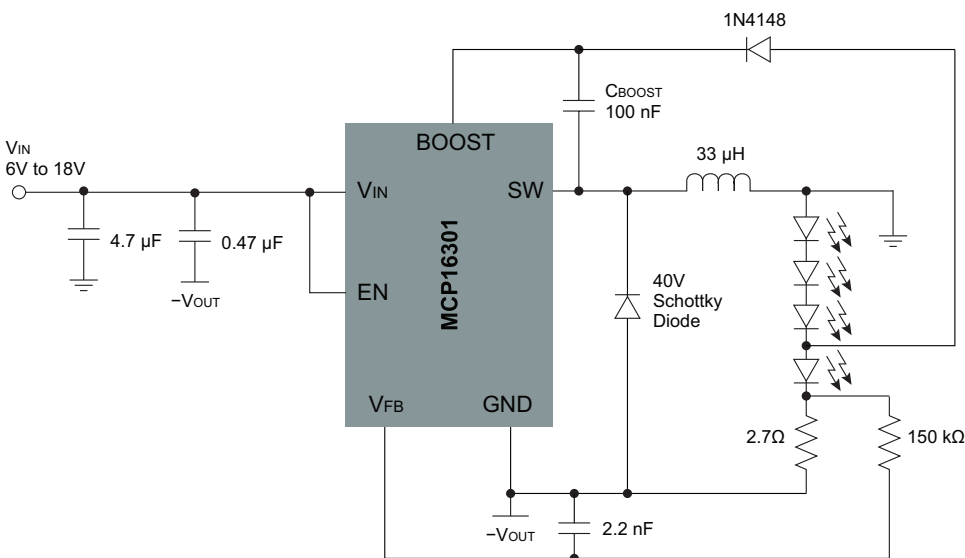 1N4148
CBOOST
100 nF
BOOST
33 µH
VIN
6V to 18V
VIN
SW
4.7 µF
0.47 µF
–VOUT
EN
MCP16301
40V
Schottky
Diode
VFB
GND
2.7Ω
150 kΩ
–VOUT
2.2 nF